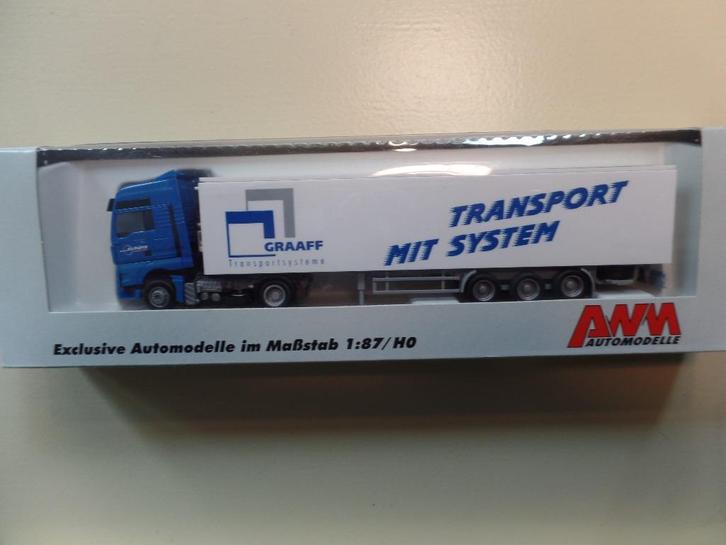 GRAAFF
Transportsysteme
TRANSPORT
MIT SYSTEM
AWM
AUTOMODELLE
Exclusive Automodelle im Maßstab 1:87/H0